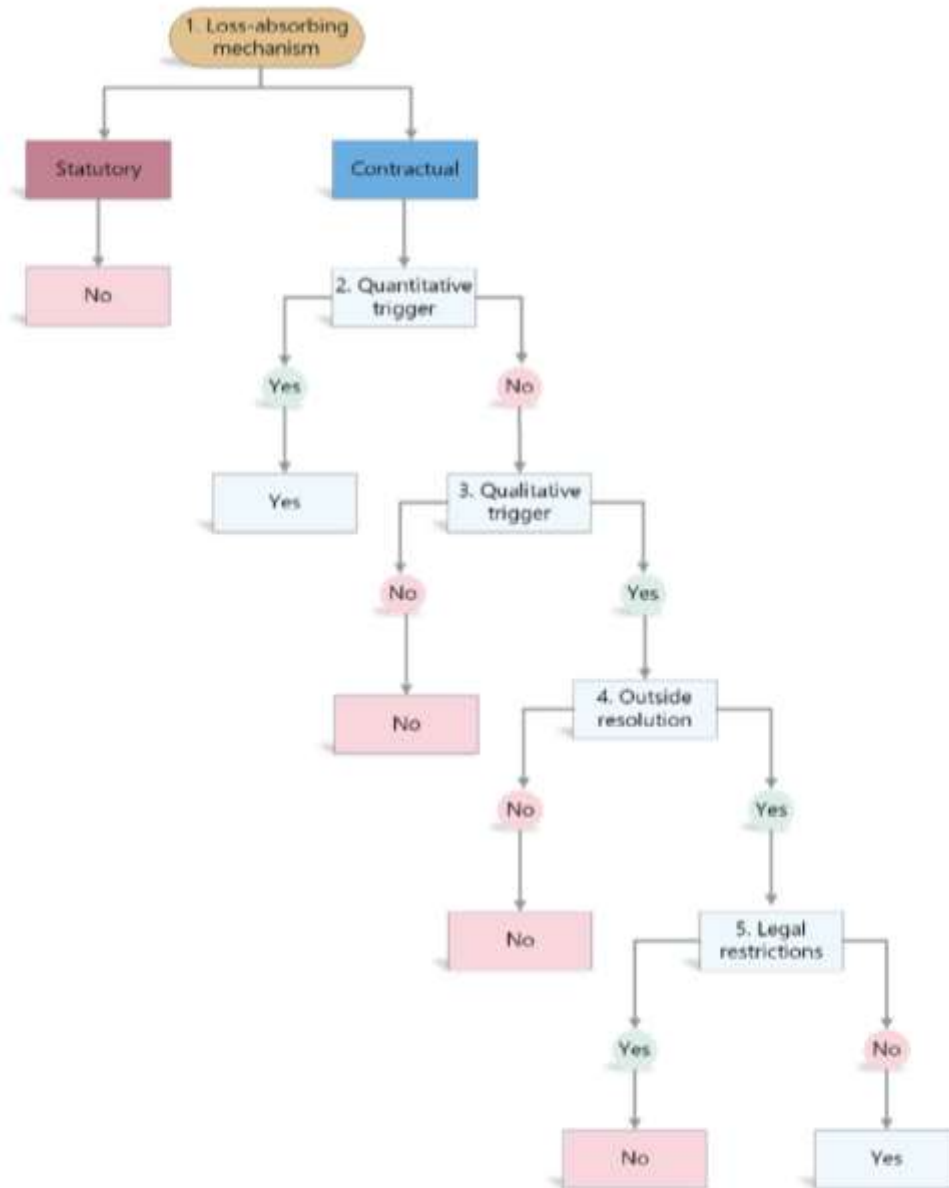 1. Loss-absorbing
mechanism
Statutory
Contractual
No
2. Quantitative
trigger
Yes
No
Yes
3. Qualitative
trigger
No
Yes
No
4. Outside
resolution
No
Yes
No
5. Legal
restrictions
Yes
No
No
Yes